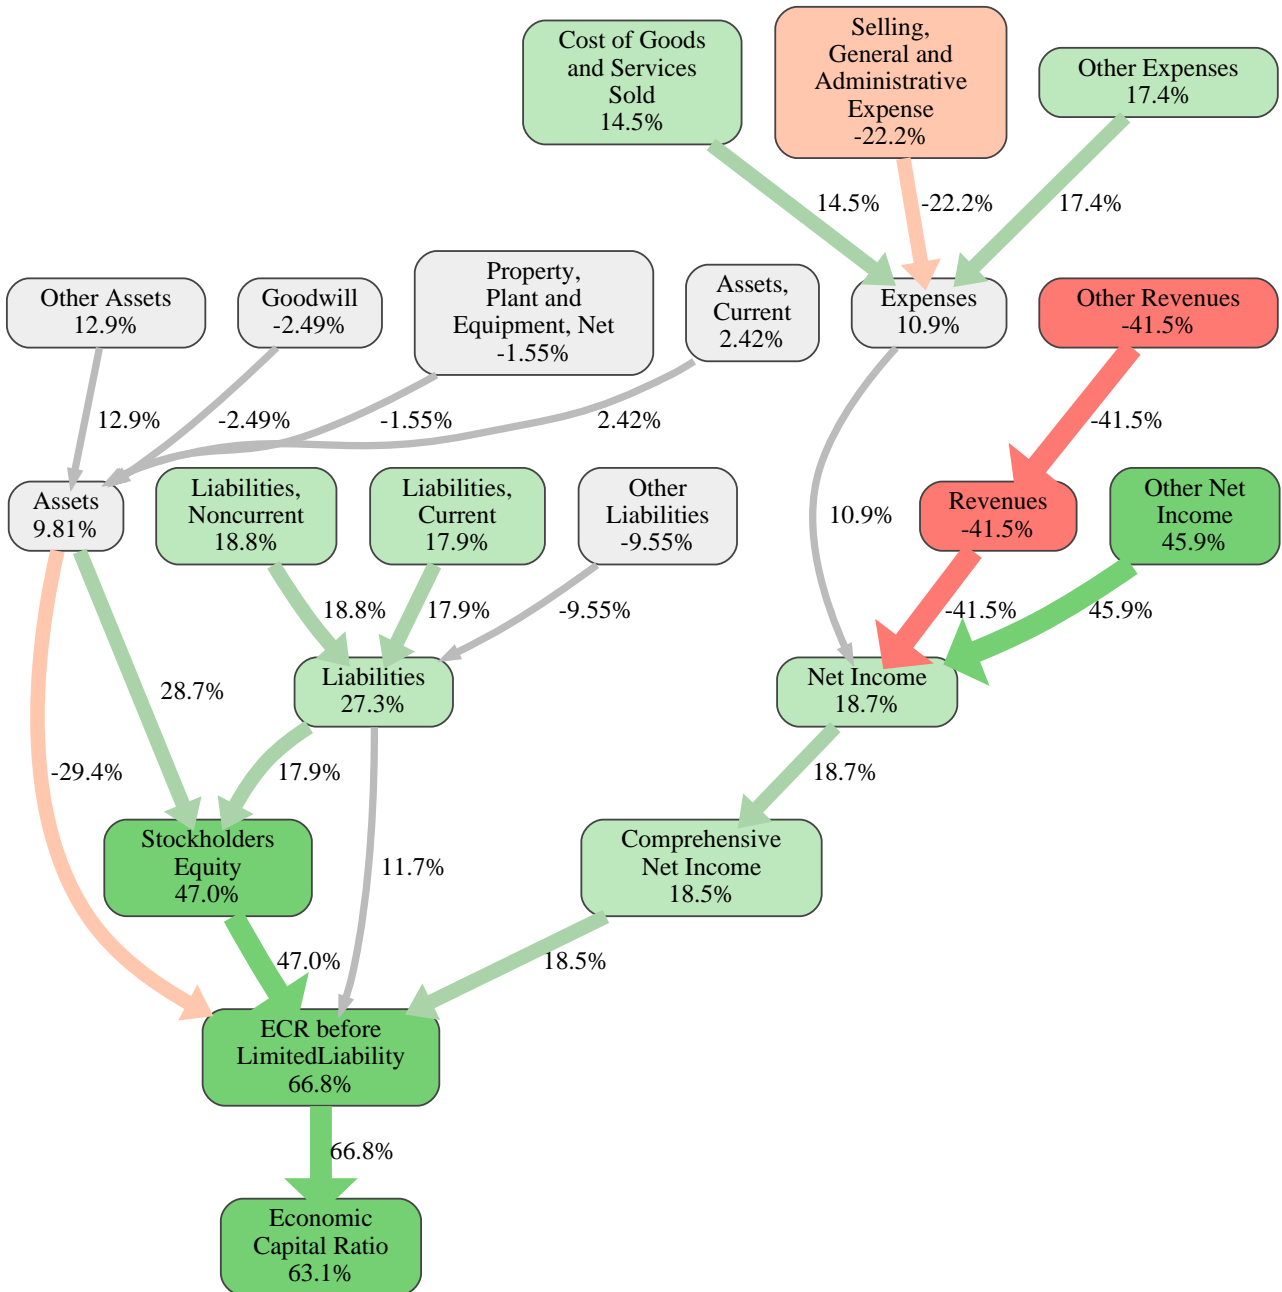 Cost of Goods
and Services
Sold
14.5%
Selling,
General and
Administrative
Expense
-22.2%
Other Expenses
17.4%
14.5%
-22.2%
17.4%
Other Assets
12.9%
Goodwill
-2.49%
Property,
Plant and
Equipment, Net
-1.55%
Assets,
Current
2.42%
Expenses
10.9%
Other Revenues
-41.5%
12.9%
-2.49%
-1.55%
2.42%
-41.5%
Assets
9.81%
Liabilities,
Noncurrent
18.8%
Liabilities,
Current
17.9%
Other
Liabilities
-9.55%
10.9%
Revenues
-41.5%
Other Net
Income
45.9%
18.8%
17.9%
-9.55%
-41.5%
45.9%
28.7%
Liabilities
27.3%
Net Income
18.7%
-29.4%
17.9%
18.7%
Stockholders
Equity
47.0%
11.7%
Comprehensive
Net Income
18.5%
47.0%
18.5%
ECR before
LimitedLiability
66.8%
66.8%
Economic
Capital Ratio
63.1%